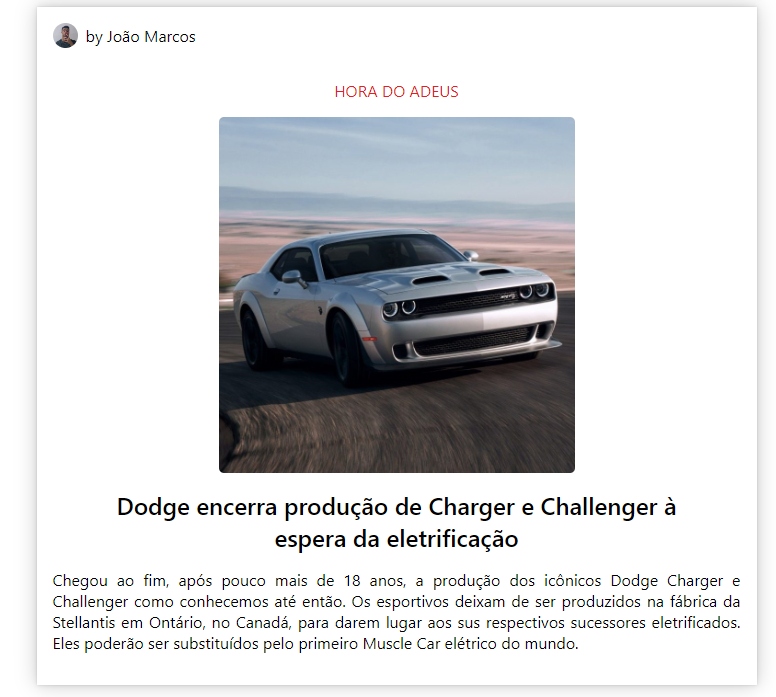 by João Marcos
HORA DO ADEUS
Dodge encerra produção de Charger e Challenger à
espera da eletrificação
Chegou ao fim, após pouco mais de 18 anos, a produção dos icônicos Dodge Charger e
Challenger como conhecemos até então. Os esportivos deixam de ser produzidos na fábrica da
Stellantis em Ontário, no Canadá, para darem lugar aos sus respectivos sucessores eletrificados.
Eles poderão ser substituídos pelo primeiro Muscle Car elétrico do mundo.